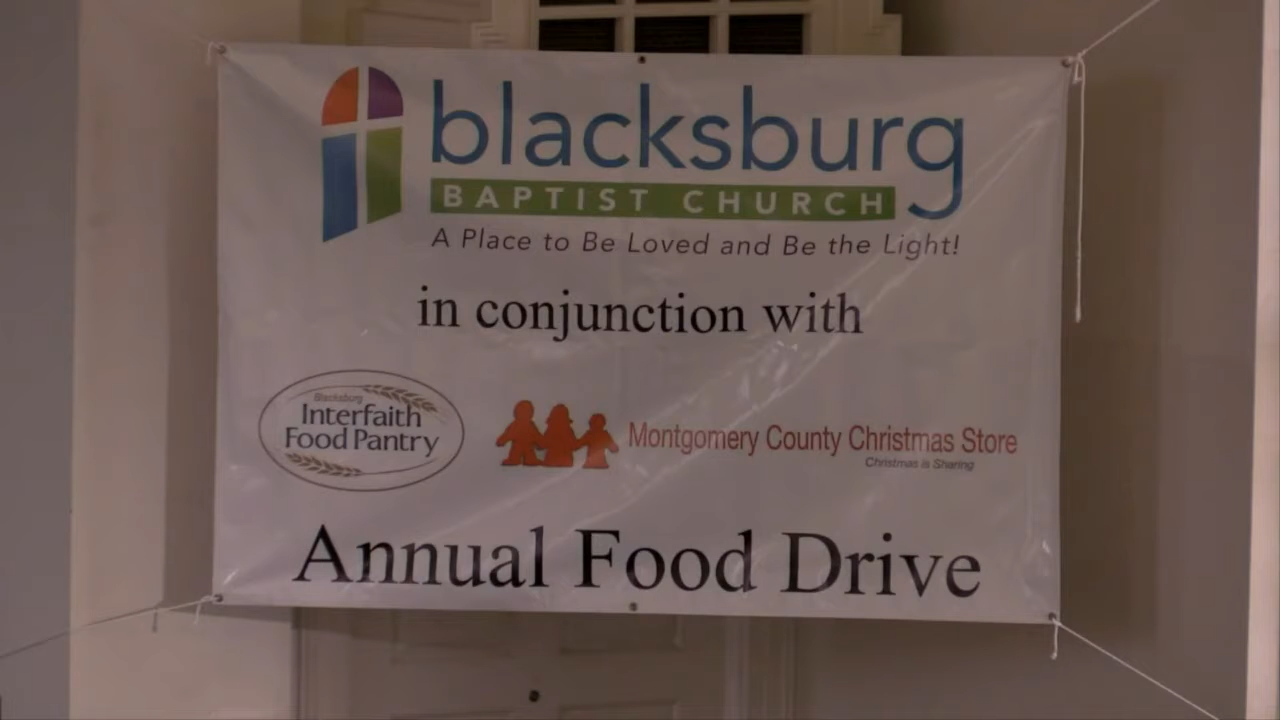 blacksburg
BAPTIST CHURCH
A Place to Be Loved and Be the Light!
in conjunction with
Blacksburg
Interfaith
Food Pantry
Montgomery County Christmas Store
Christmas is Sharing
Annual Food Drive